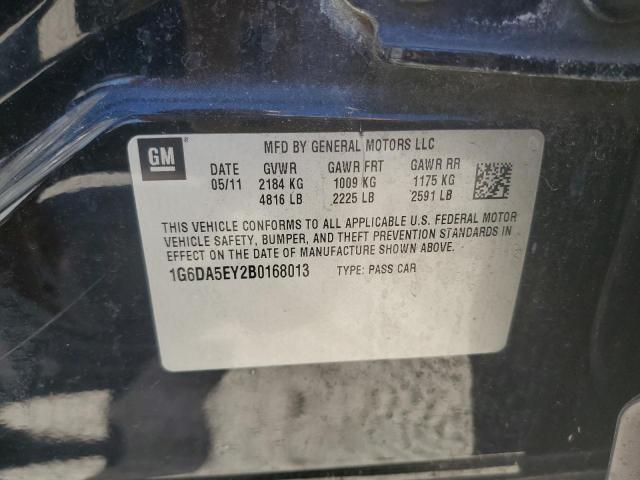 GM ®
MFD BY GENERAL MOTORS LLC
DATE GVWR GAWR FRT GAWR RR
05/11 2184 KG 1009 KG 1175 KG
4816 LB 2225 LB 2591 LB
THIS VEHICLE CONFORMS TO ALL APPLICABLE U.S. FEDERAL MOTOR
VEHICLE SAFETY, BUMPER, AND THEFT PREVENTION STANDARDS IN
EFFECT ON THE DATE OF MANUFACTURE SHOWN ABOVE.
1G6DA5EY2B0168013 TYPE: PASS CAR